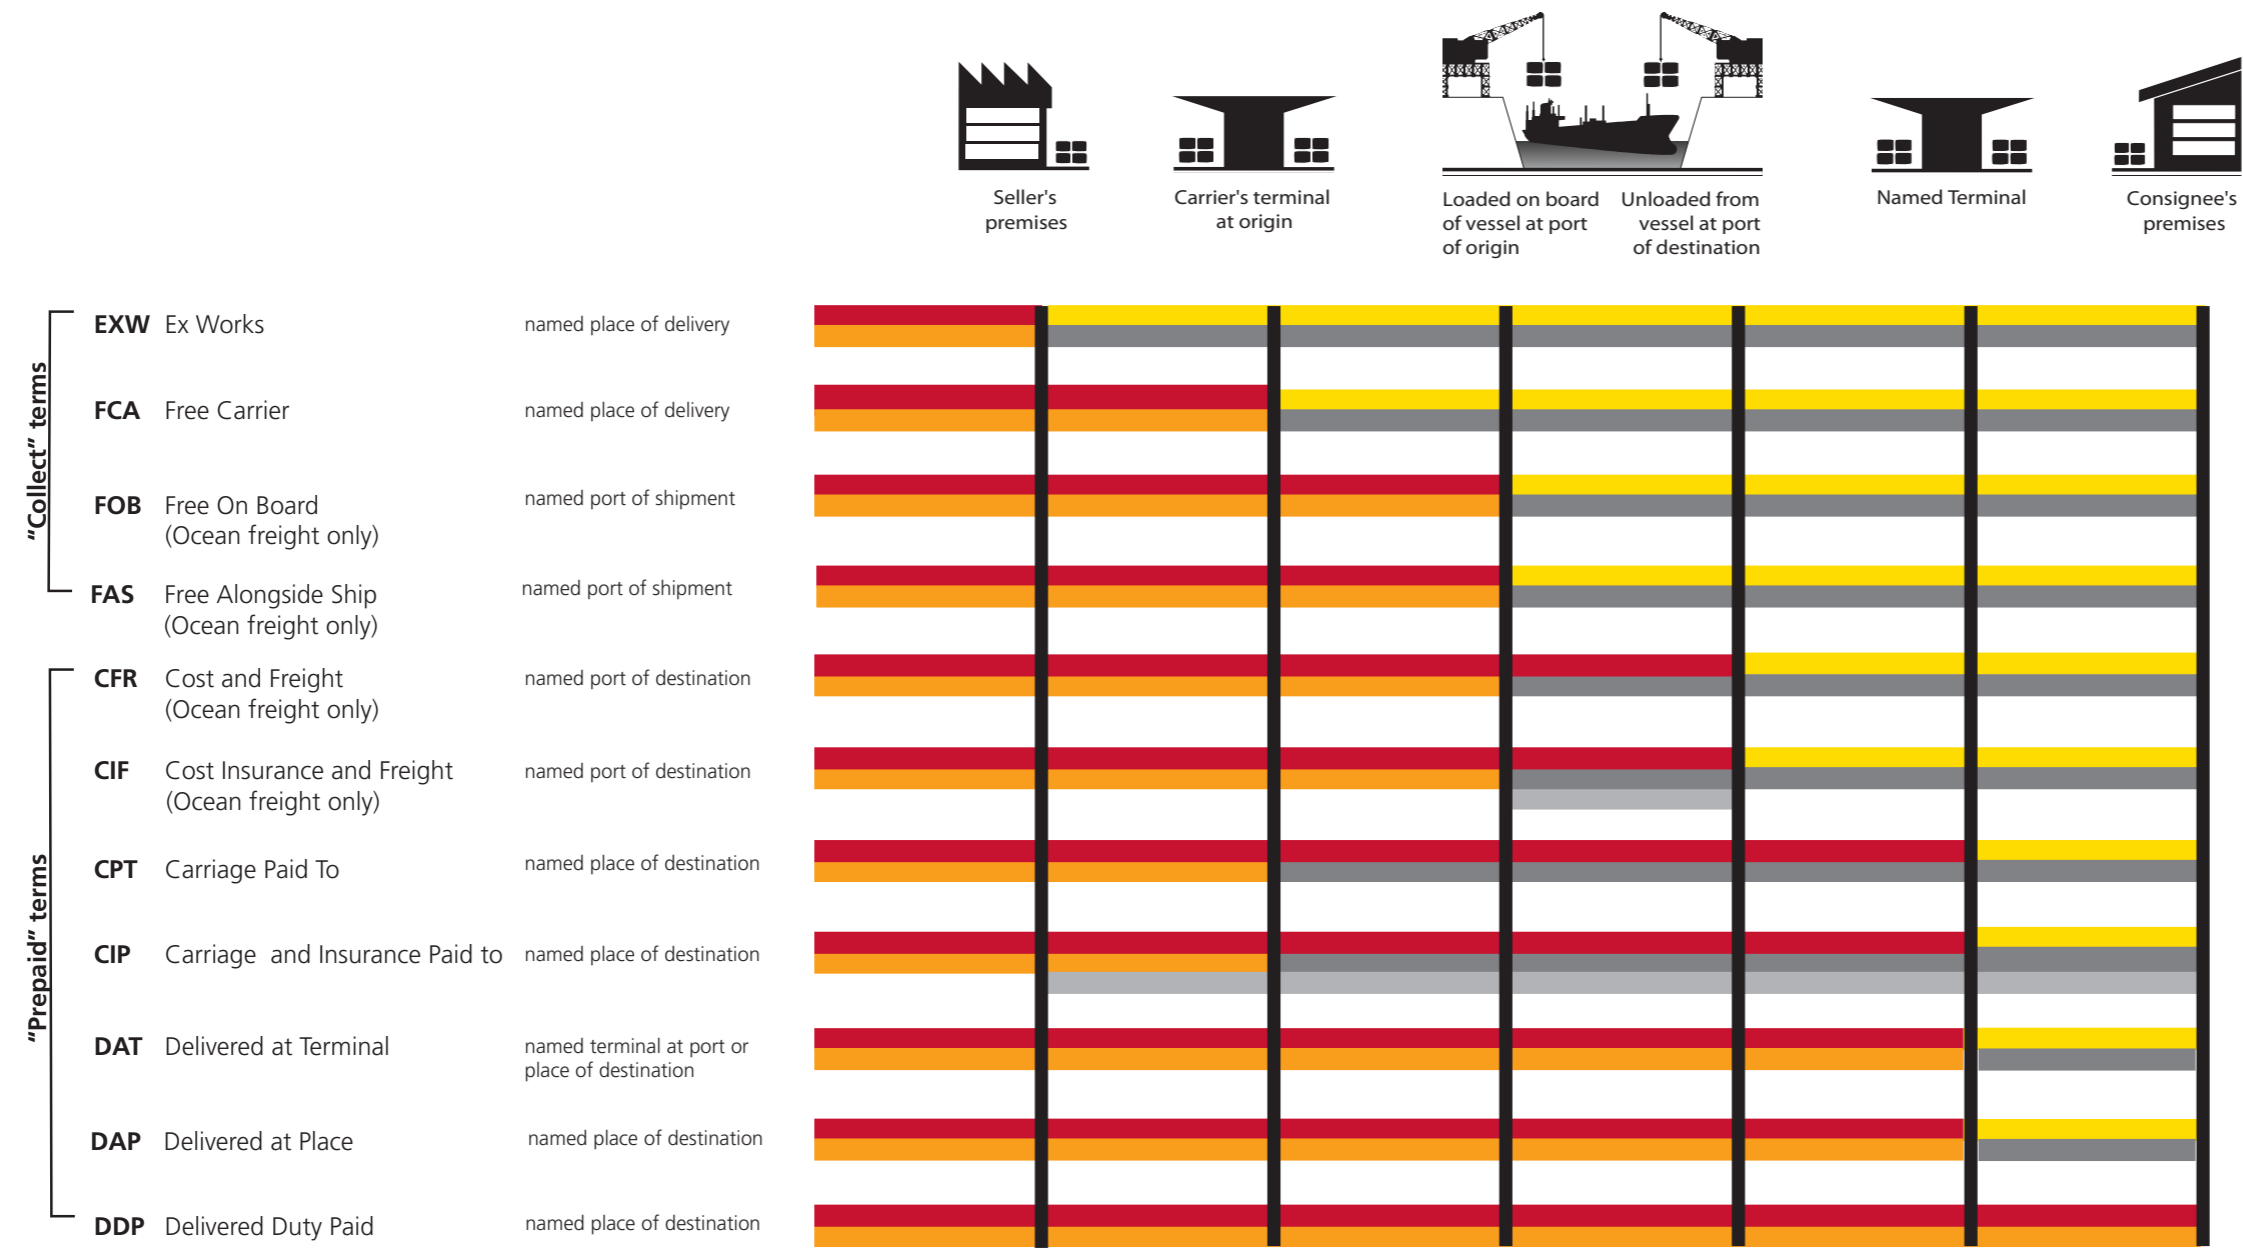 Seller's
premises
Carrier's terminal
at origin
Loaded on board
of vessel at port
of origin
Unloaded from
vessel at port
of destination
Named Terminal
Consignee's
premises
"Collect" terms
EXW Ex Works named place of delivery
FCA Free Carrier named place of delivery
FOB Free On Board named port of shipment
(Ocean freight only)
FAS Free Alongside Ship named port of shipment
(Ocean freight only)
"Prepaid" terms
CFR Cost and Freight named port of destination
(Ocean freight only)
CIF Cost Insurance and Freight named port of destination
(Ocean freight only)
CPT Carriage Paid To named place of destination
CIP Carriage and Insurance Paid to named place of destination
DAT Delivered at Terminal named terminal at port or
place of destination
DAP Delivered at Place named place of destination
DDP Delivered Duty Paid named place of destination